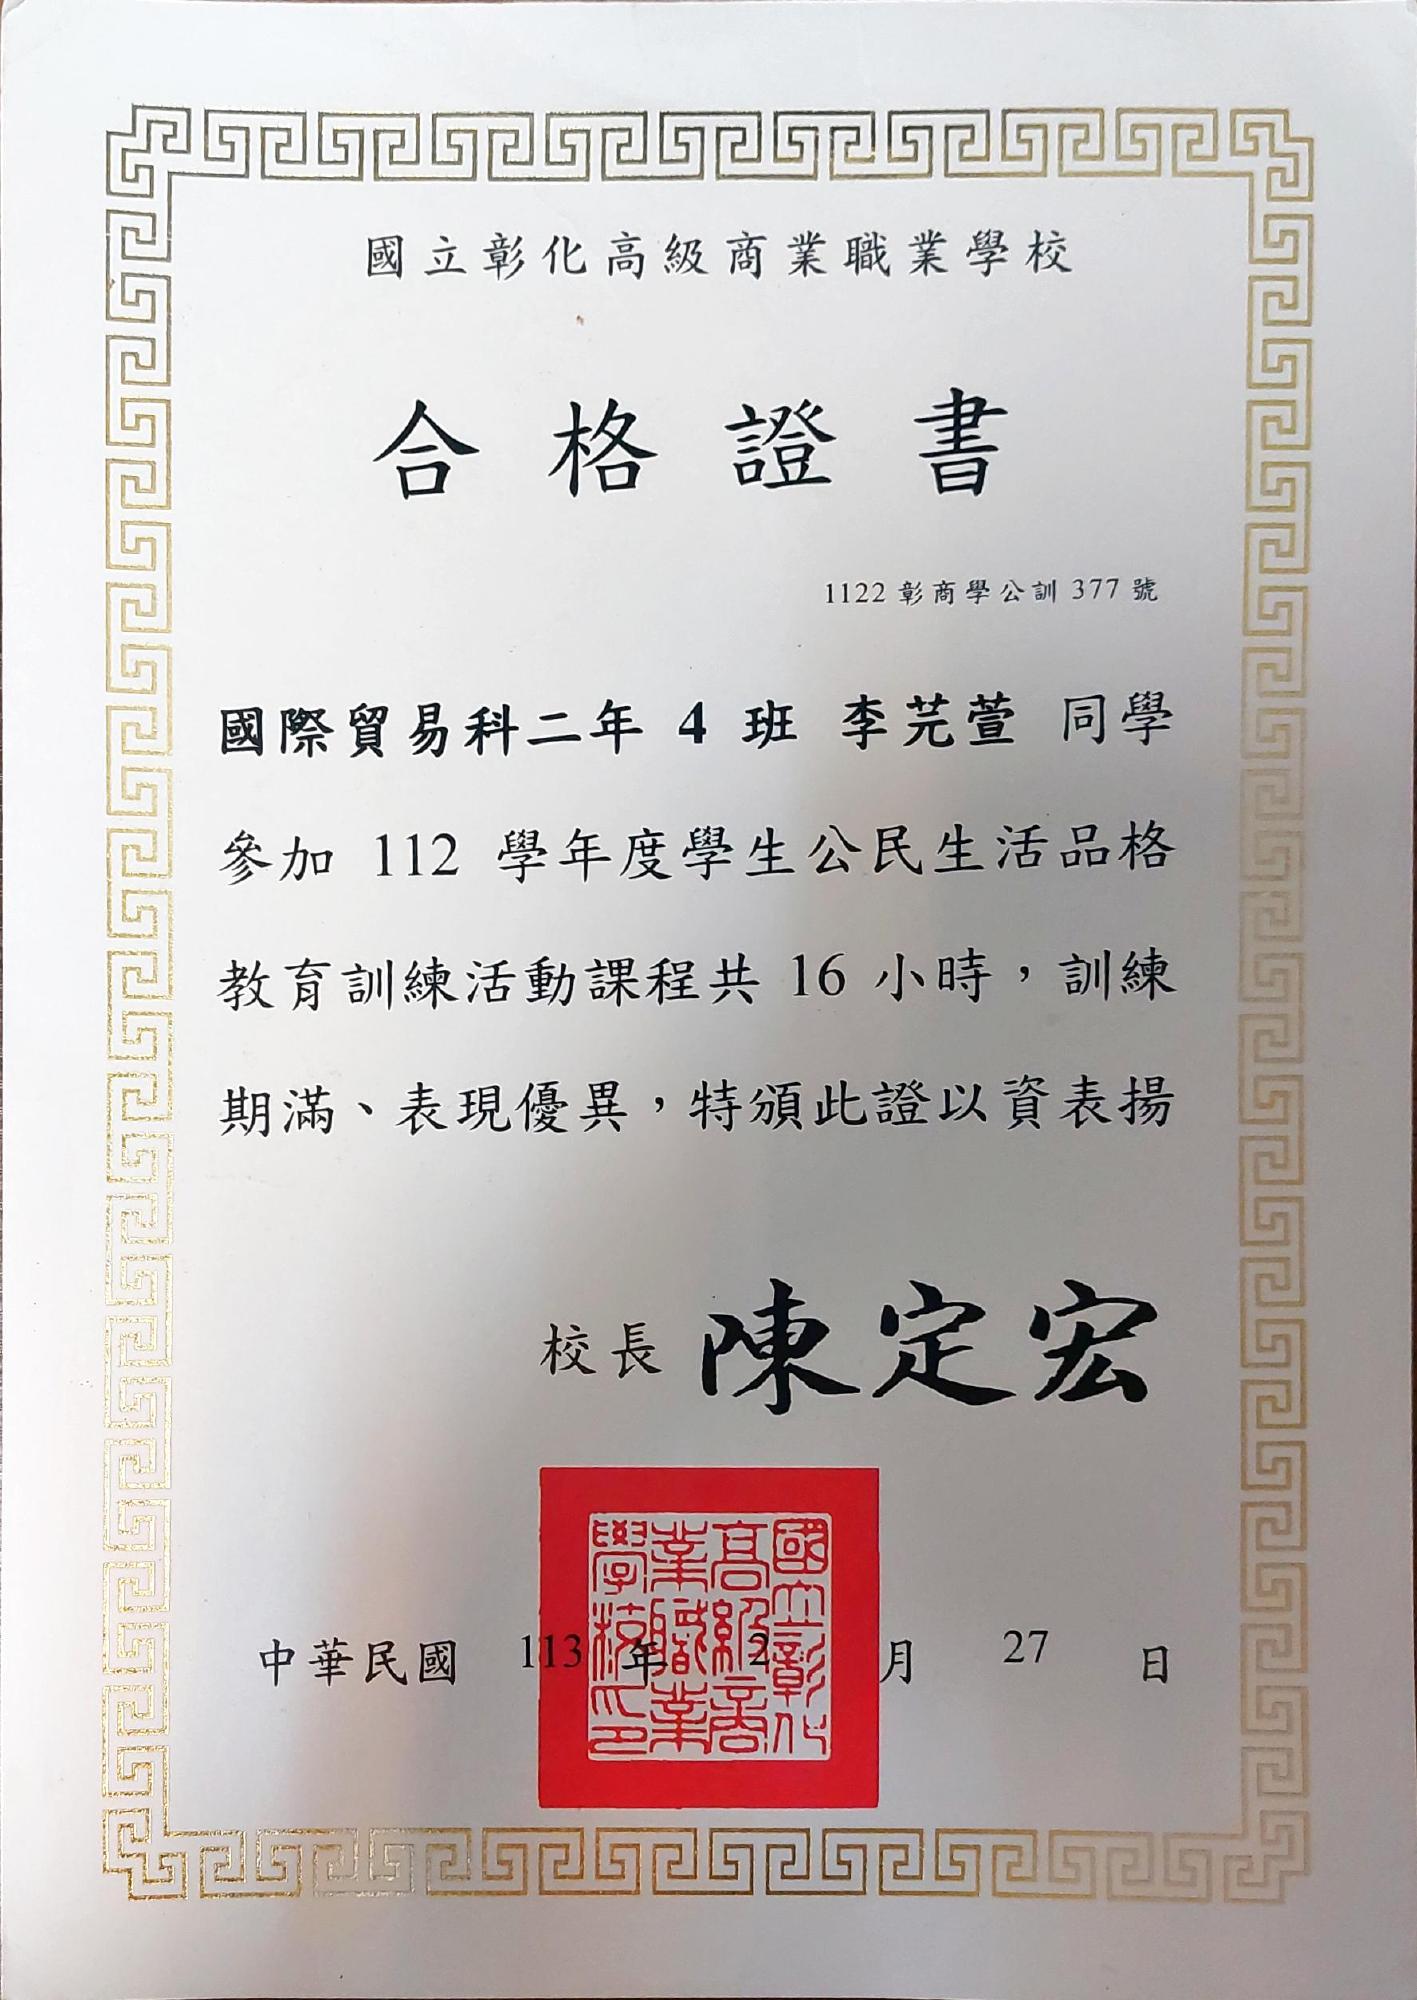 國立彰化高級商業職業學校
合格證書
1122彰商學公訓377號
國際貿易科二年 4 班 李芫萱 同學
參加 112 學年度學生公民生活品格
教育訓練活動課程共 16 小時，訓練
期滿、表現優異，特頒此證以資表揚
校長 陳定宏
中華民國 113 年 2 月 27 日
國立彰化
高級商
業職業
學校印